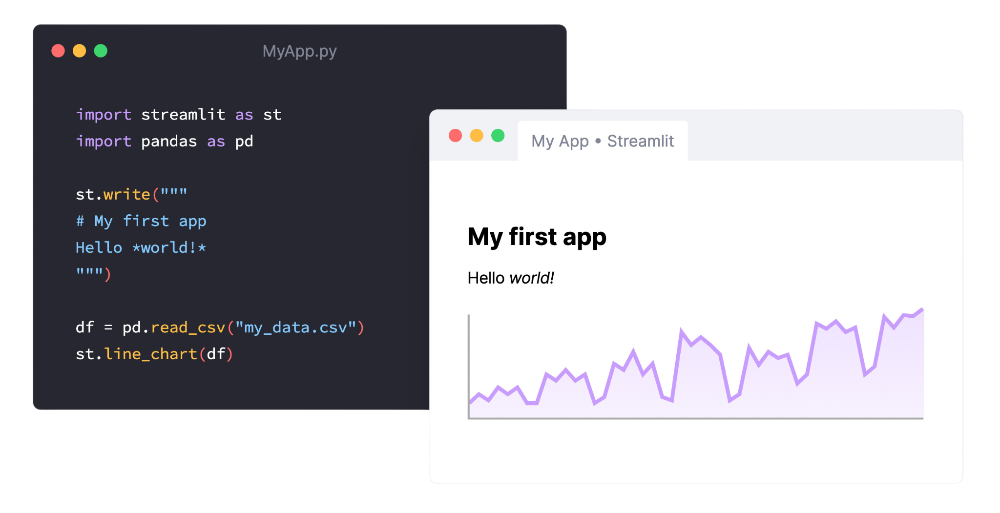 MyApp.py
import streamlit as st
import pandas as pd
st.write("""
# My first app
Hello *world!*
""")
df = pd.read_csv("my_data.csv")
st.line_chart(df)
My App • Streamlit
My first app
Hello world!